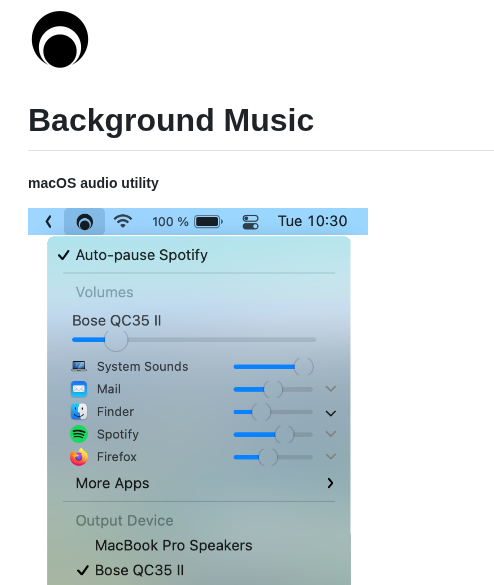 Background Music
macOS audio utility
100 % Tue 10:30
Auto-pause Spotify
Volumes
Bose QC35 II
System Sounds
Mail
Finder
Spotify
Firefox
More Apps
Output Device
MacBook Pro Speakers
Bose QC35 II